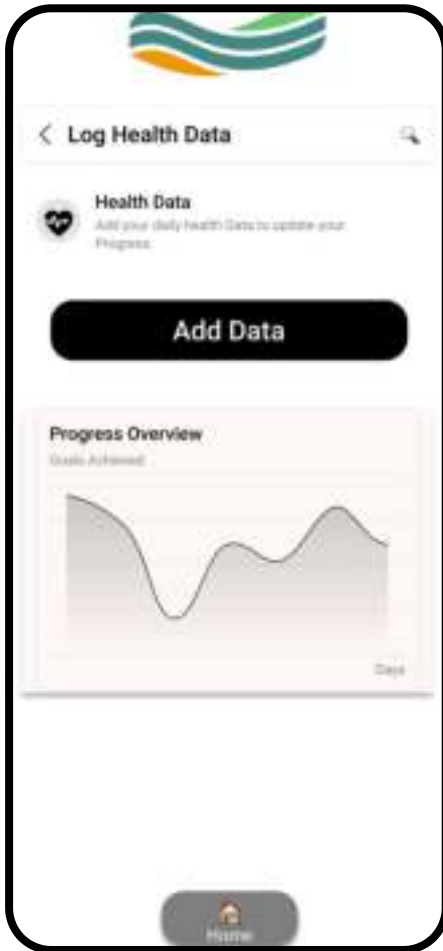 Log Health Data
Health Data
Add your daily health Data to update your
Progress
Add Data
Progress Overview
Goals Achieved
Days
Home